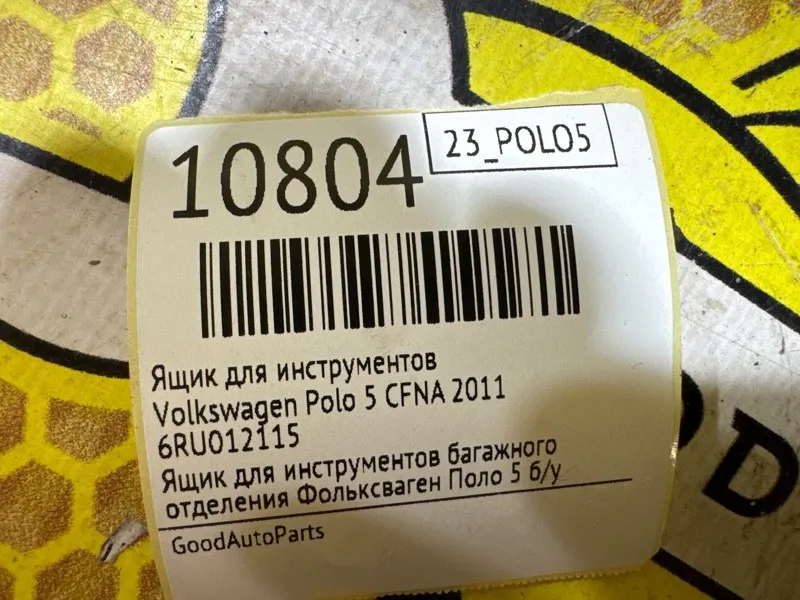 10804
23_POLO5
Ящик для инструментов
Volkswagen Polo 5 CFNA 2011
6RU012115
Ящик для инструментов багажного
отделения Фольксваген Поло 5 б/у
GoodAutoParts